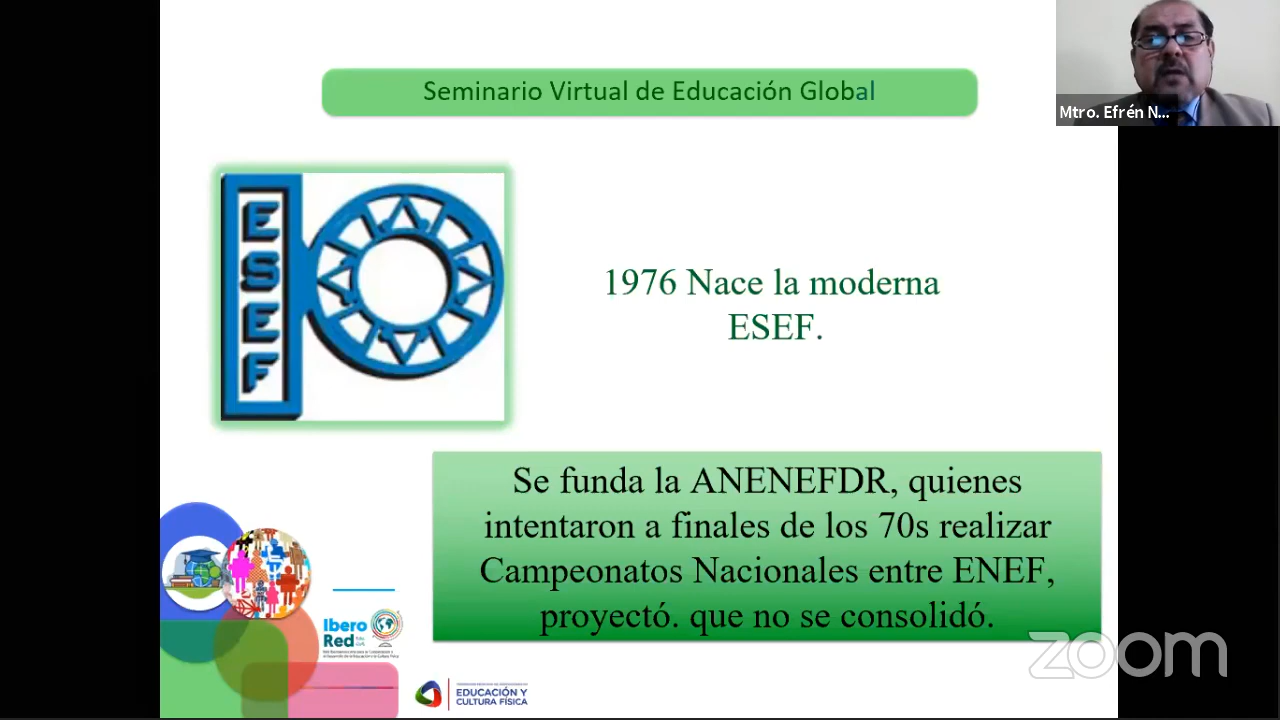 Seminario Virtual de Educación Global
Mtro. Efrén N...
ESEF
1976 Nace la moderna
ESEF.
Se funda la ANENEFDR, quienes
intentaron a finales de los 70s realizar
Campeonatos Nacionales entre ENEF,
proyectó. que no se consolidó.
Ibero
Red
EDUCACIÓN Y
CULTURA FÍSICA
zoom